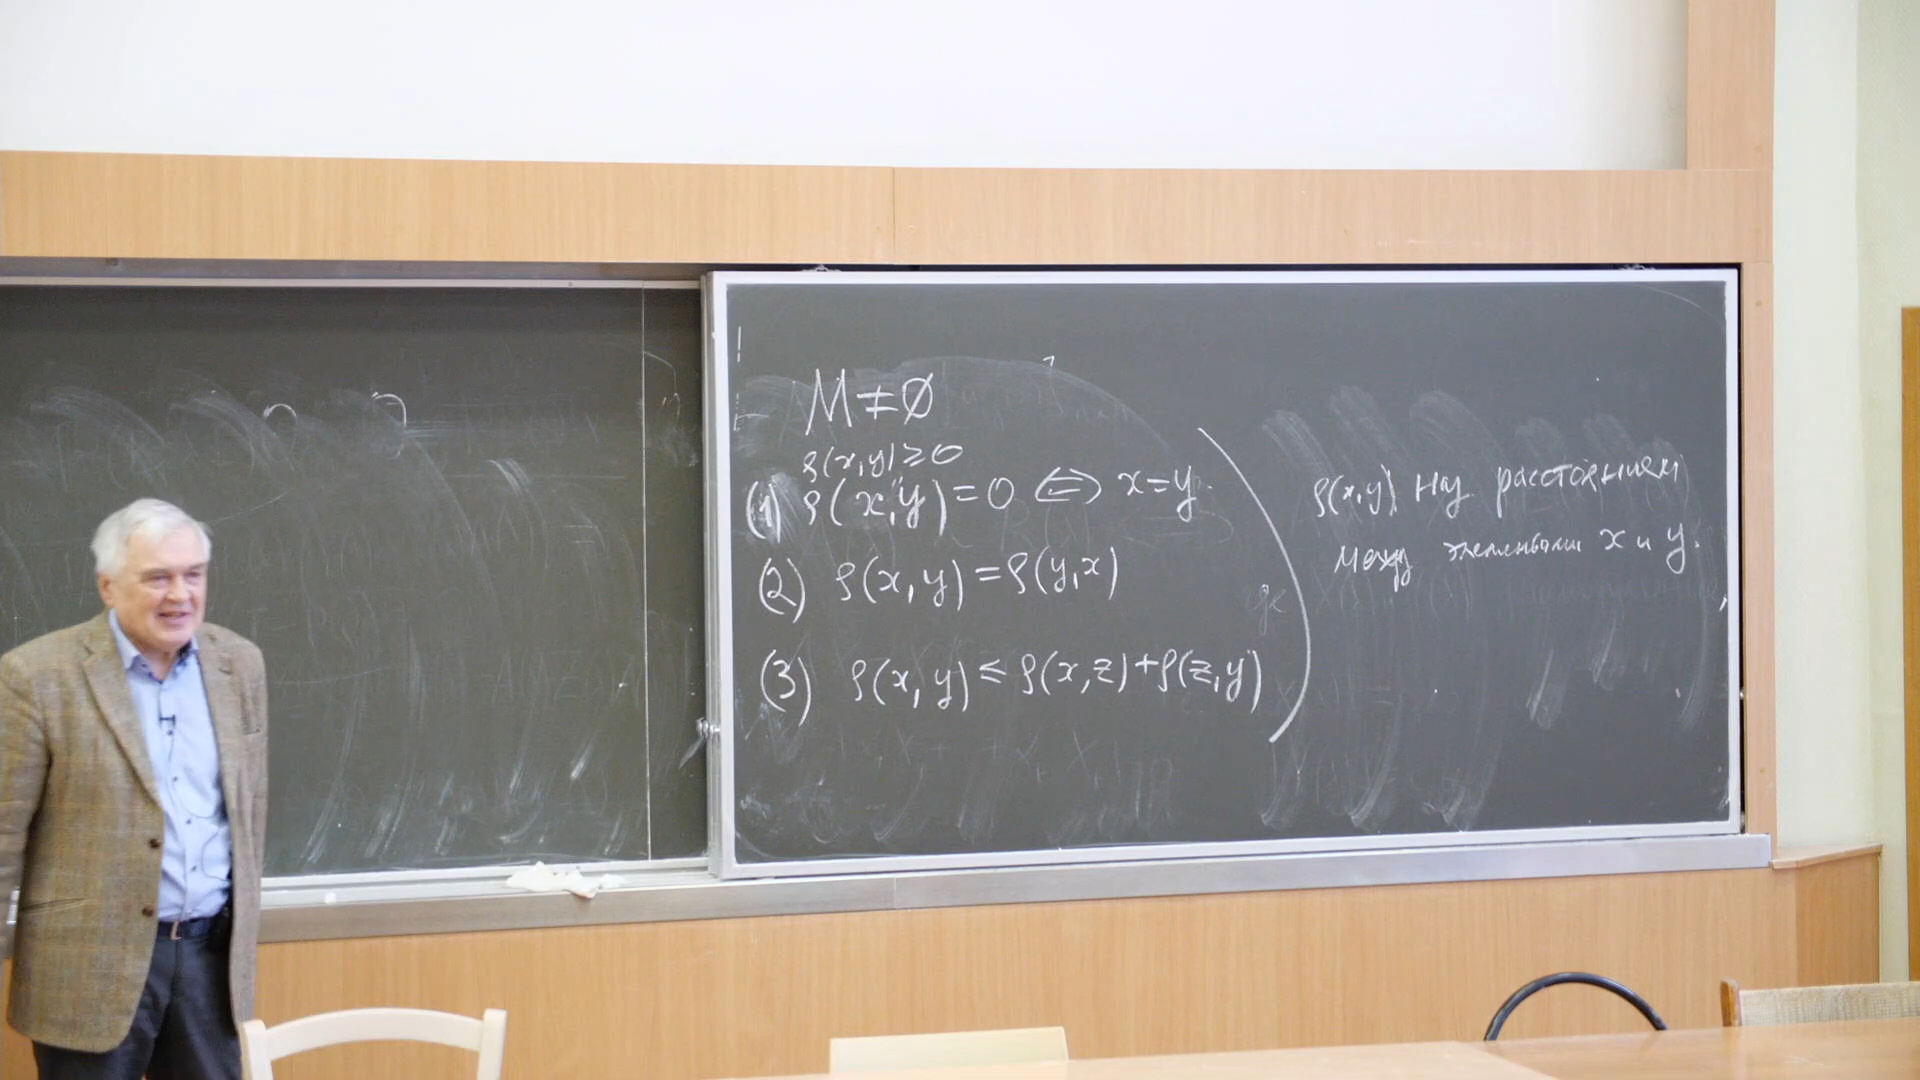 M ≠ ∅
ρ(x,y) ≥ 0
(1) ρ(x,y) = 0 ⟺ x = y.
(2) ρ(x,y) = ρ(y,x)
(3) ρ(x,y) ≤ ρ(x,z) + ρ(z,y)
ρ(x,y) наз расстоянием
между элементами x и y.